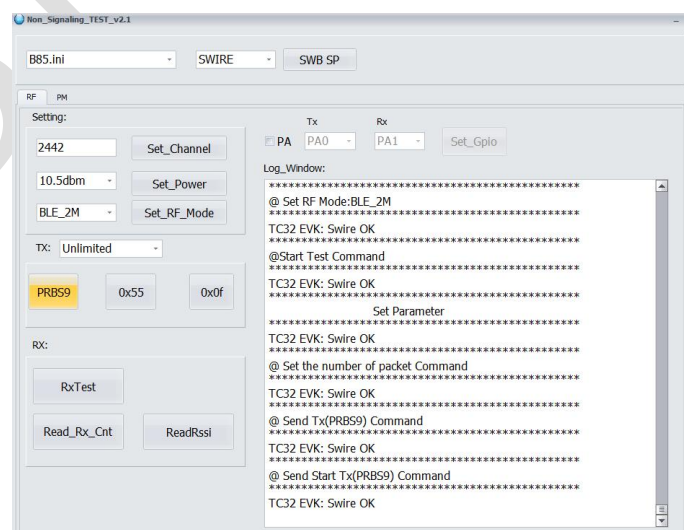 Non_Signaling_TEST_v2.1
B85.ini SWIRE SWB SP
RF PM
Setting:
2442 Set_Channel
10.5dbm Set_Power
BLE_2M Set_RF_Mode
TX: Unlimited
PRBS9 0x55 0x0f
RX:
RxTest
Read_Rx_Cnt ReadRssi
Tx Rx
PA PA0 PA1 Set_Gpio
Log_Window:
************************************************
@ Set RF Mode:BLE_2M
************************************************
TC32 EVK: Swire OK
************************************************
@Start Test Command
************************************************
TC32 EVK: Swire OK
************************************************
Set Parameter
************************************************
TC32 EVK: Swire OK
************************************************
@ Set the number of packet Command
************************************************
TC32 EVK: Swire OK
************************************************
@ Send Tx(PRBS9) Command
************************************************
TC32 EVK: Swire OK
************************************************
@ Send Start Tx(PRBS9) Command
************************************************
TC32 EVK: Swire OK